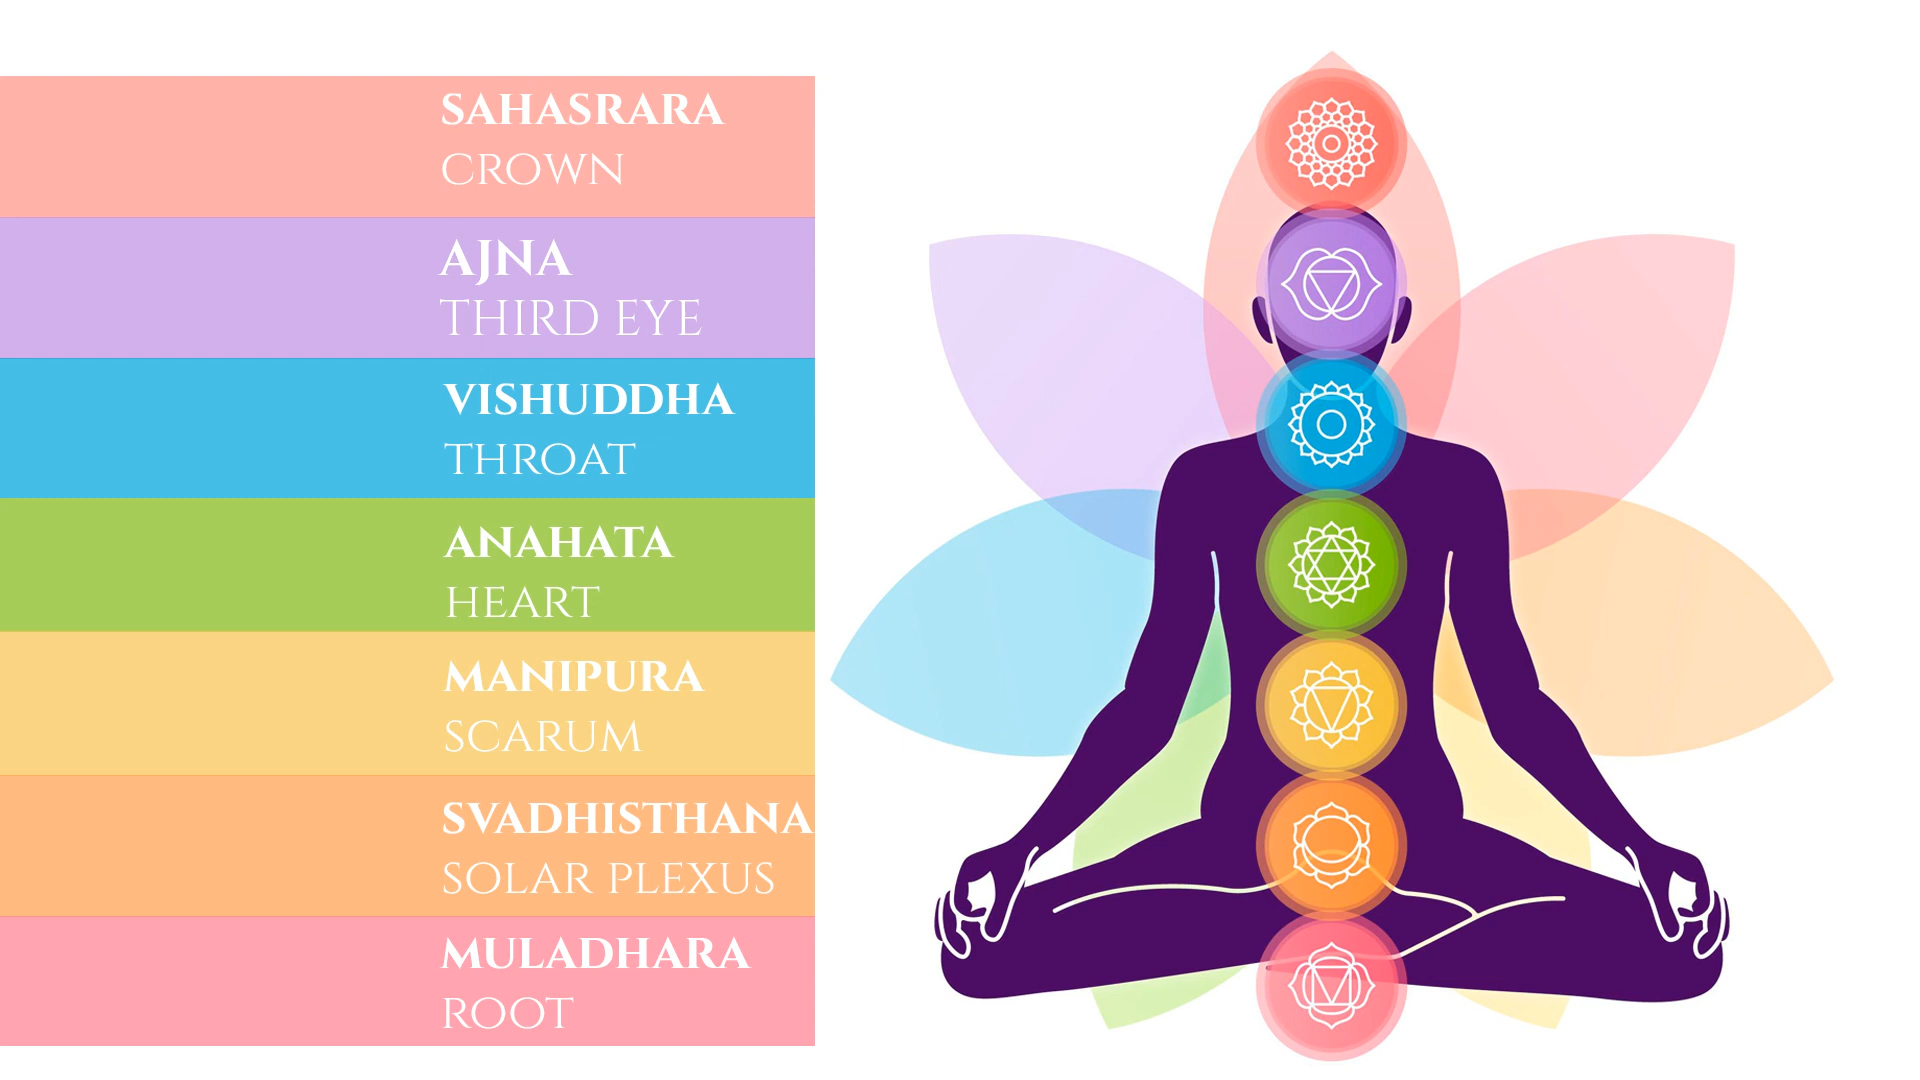 SAHASRARA
CROWN
AJNA
THIRD EYE
VISHUDDHA
THROAT
ANAHATA
HEART
MANIPURA
SCARUM
SVADHISTHANA
SOLAR PLEXUS
MULADHARA
ROOT